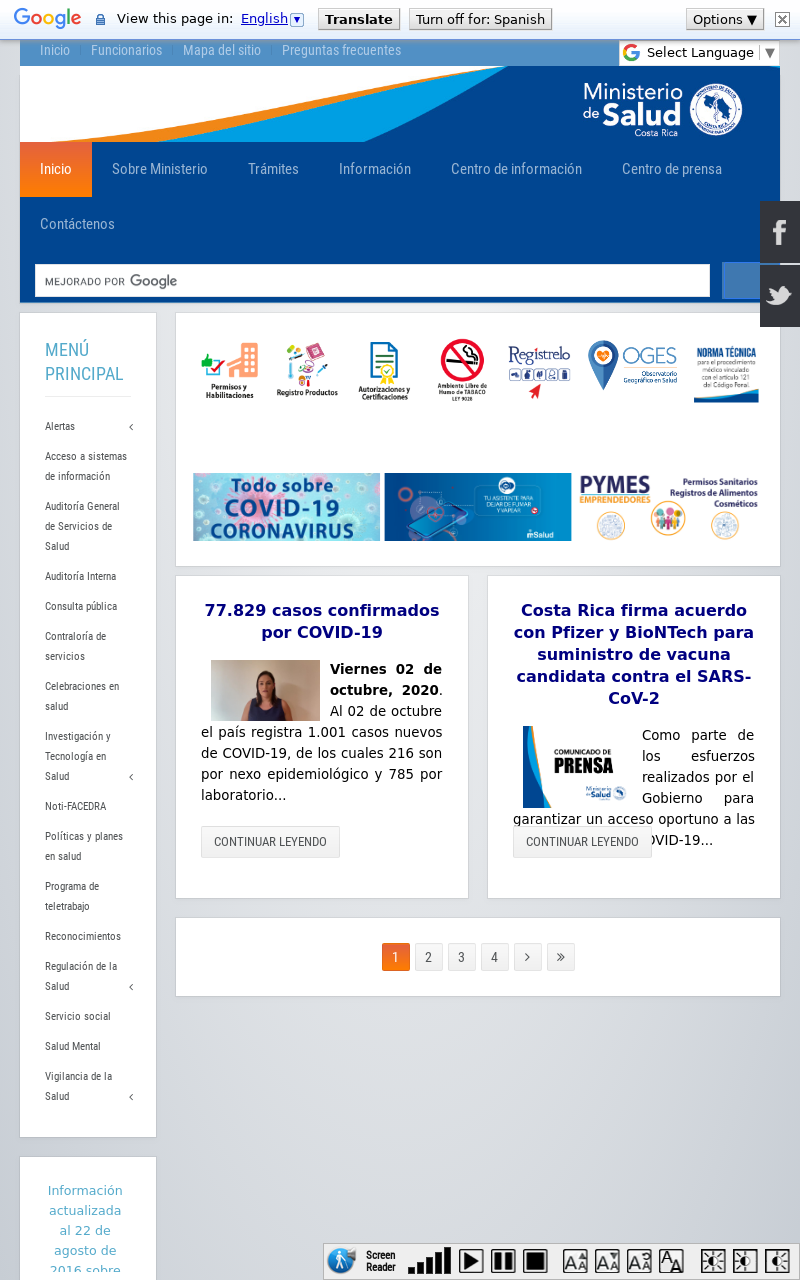 Google View this page in: English ▼ Translate Turn off for: Spanish Options ▼
Inicio Funcionarios Mapa del sitio Preguntas frecuentes
Select Language ▼
Ministerio
de Salud
Costa Rica
Inicio Sobre Ministerio Trámites Información Centro de información Centro de prensa
Contáctenos
MEJORADO POR Google
MENÚ
PRINCIPAL
Alertas
Acceso a sistemas
de información
Auditoría General
de Servicios de
Salud
Auditoría Interna
Consulta pública
Contraloría de
servicios
Celebraciones en
salud
Investigación y
Tecnología en
Salud
Noti-FACEDRA
Políticas y planes
en salud
Programa de
teletrabajo
Reconocimientos
Regulación de la
Salud
Servicio social
Salud Mental
Vigilancia de la
Salud
Información
actualizada
al 22 de
agosto de
2016 sobre
Permisos y
Habilitaciones
Registro Productos
Autorizaciones y
Certificaciones
Ambiente Libre de
Humo de TABACO
LEY 9028
Regístrelo
OGES
Observatorio
Geográfico en Salud
NORMA TÉCNICA
para el procedimiento
médico vinculado
con el artículo 121
del Código Penal.
Todo sobre
COVID-19
CORONAVIRUS
TU ASISTENTE PARA
DEJAR DE FUMAR
Y VAPEAR
mSalud
PYMES
EMPRENDEDORES
Permisos Sanitarios
Registros de Alimentos
Cosméticos
77.829 casos confirmados
por COVID-19
Viernes 02 de
octubre, 2020.
Al 02 de octubre
el país registra 1.001 casos nuevos
de COVID-19, de los cuales 216 son
por nexo epidemiológico y 785 por
laboratorio...
CONTINUAR LEYENDO
Costa Rica firma acuerdo
con Pfizer y BioNTech para
suministro de vacuna
candidata contra el SARS-
CoV-2
COMUNICADO DE
PRENSA
Ministerio
de Salud
Como parte de
los esfuerzos
realizados por el
Gobierno para
garantizar un acceso oportuno a las
OVID-19...
CONTINUAR LEYENDO
1 2 3 4 › »
Screen
Reader